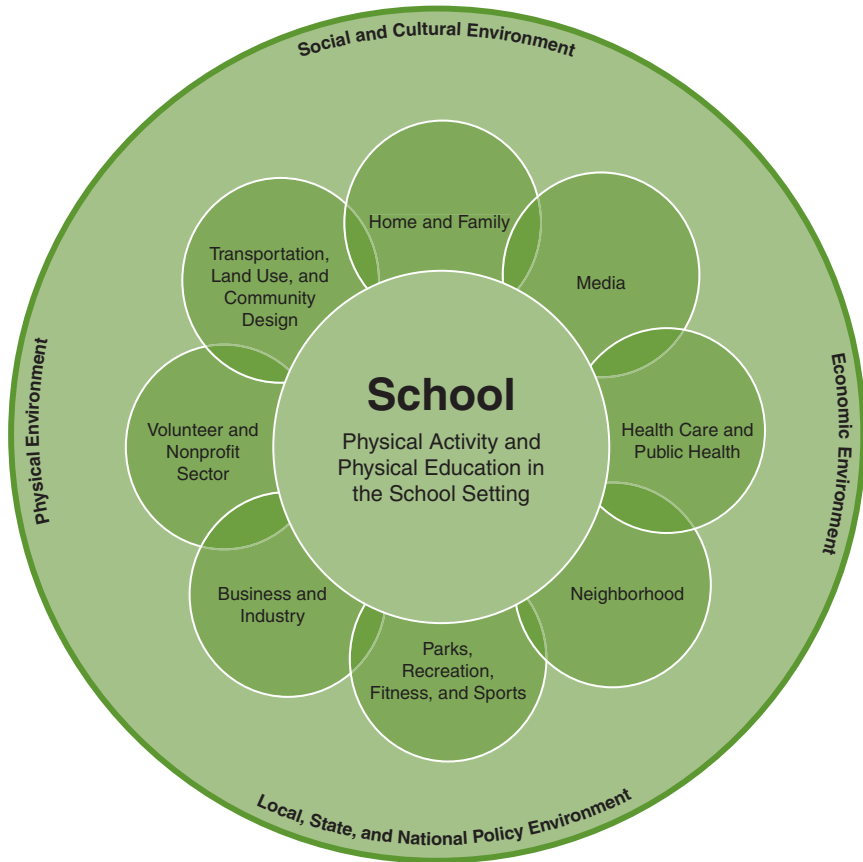 Social and Cultural Environment
Home and Family
Transportation,
Land Use, and
Community
Design
Media
Physical Environment
Economic Environment
School
Physical Activity and
Physical Education in
the School Setting
Volunteer and
Nonprofit
Sector
Health Care and
Public Health
Business and
Industry
Neighborhood
Parks,
Recreation,
Fitness, and Sports
Local, State, and National Policy Environment